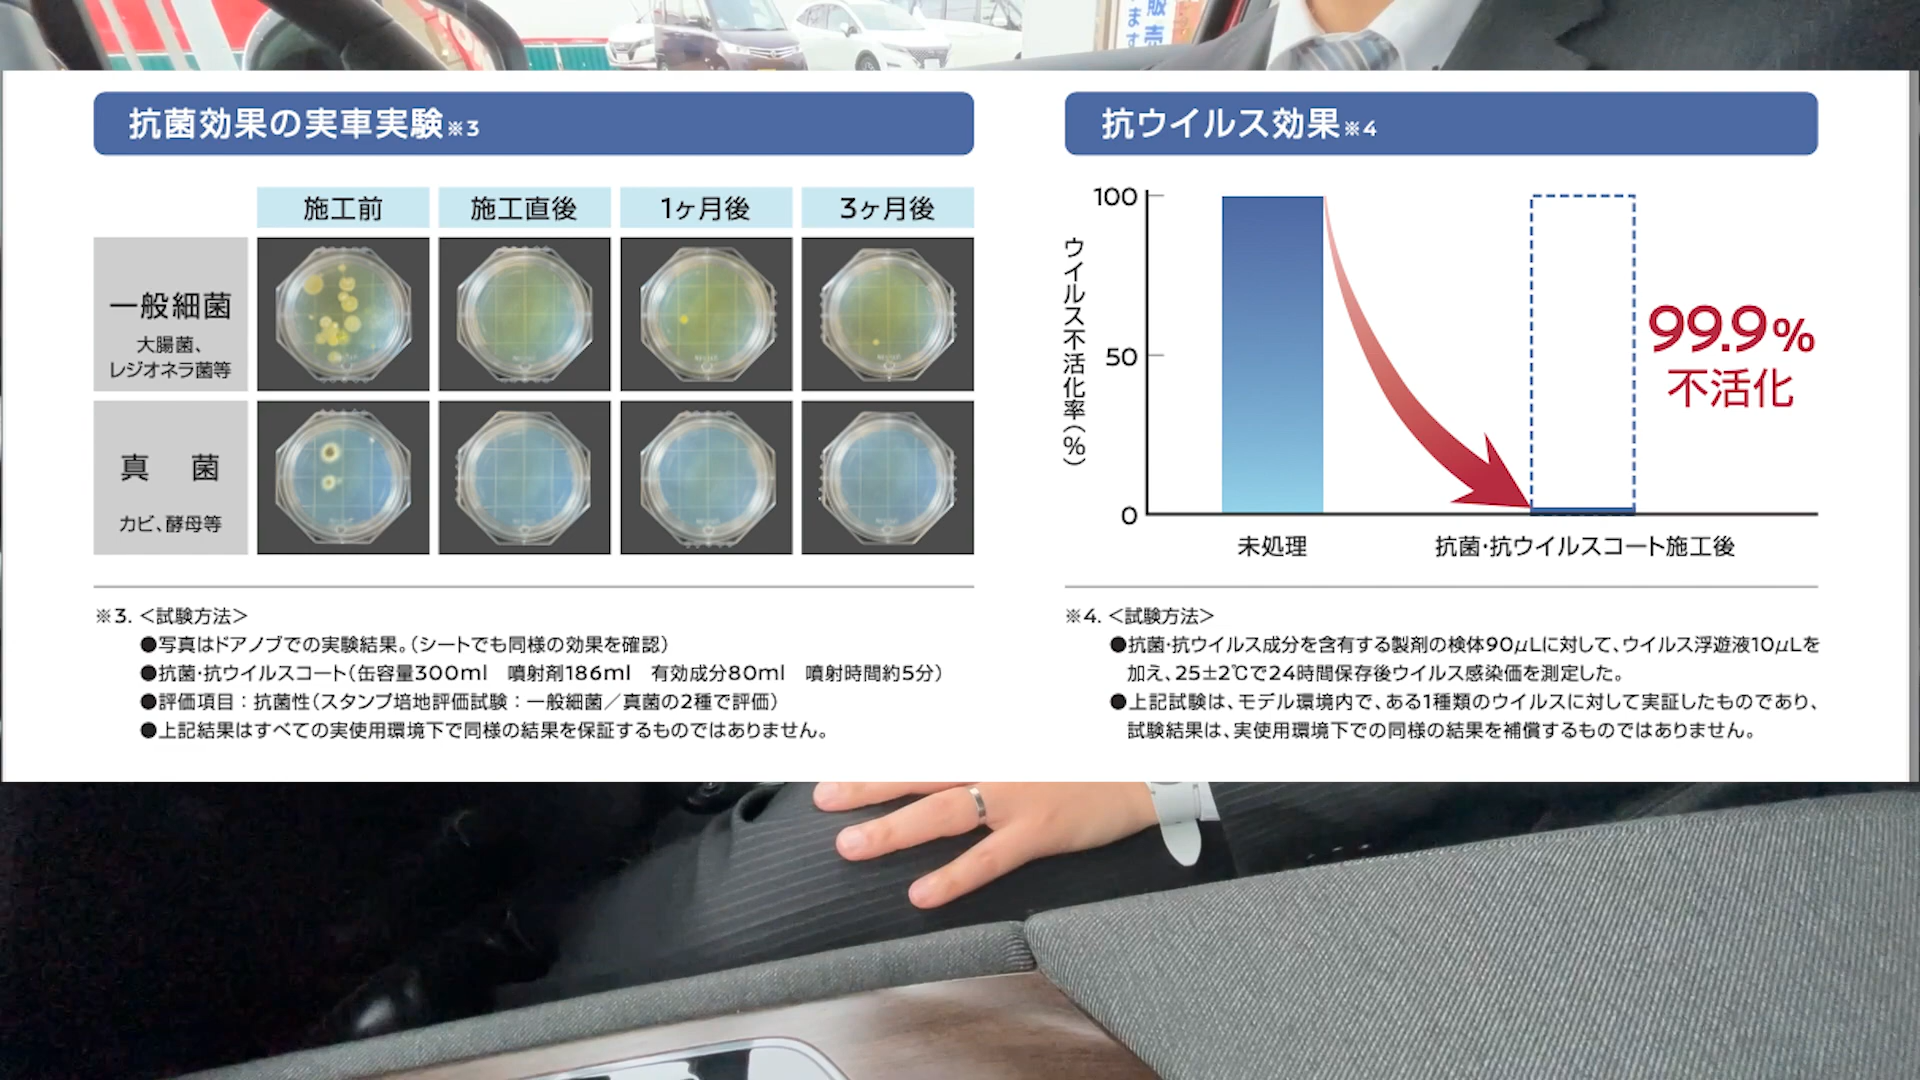 販売
ます
抗菌効果の実車実験※3
施工前
施工直後
1ヶ月後
3ヶ月後
一般細菌
大腸菌、
レジオネラ菌等
真 菌
カビ、酵母等
※3. <試験方法>
●写真はドアノブでの実験結果。(シートでも同様の効果を確認)
●抗菌・抗ウイルスコート(缶容量300ml 噴射剤186ml 有効成分80ml 噴射時間約5分)
●評価項目：抗菌性(スタンプ培地評価試験：一般細菌／真菌の2種で評価)
●上記結果はすべての実使用環境下で同様の結果を保証するものではありません。
抗ウイルス効果※4
ウイルス不活化率(%)
100
50
0
99.9%
不活化
未処理
抗菌・抗ウイルスコート施工後
※4. <試験方法>
●抗菌・抗ウイルス成分を含有する製剤の検体90μLに対して、ウイルス浮遊液10μLを
加え、25±2℃で24時間保存後ウイルス感染価を測定した。
●上記試験は、モデル環境内で、ある1種類のウイルスに対して実証したものであり、
試験結果は、実使用環境下での同様の結果を補償するものではありません。